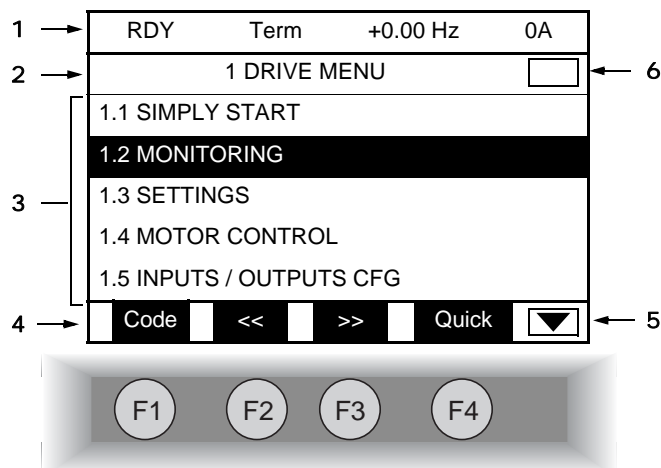 1 RDY Term +0.00 Hz 0A
2 1 DRIVE MENU 6
1.1 SIMPLY START
1.2 MONITORING
3 1.3 SETTINGS
1.4 MOTOR CONTROL
1.5 INPUTS / OUTPUTS CFG
4 Code << >> Quick 5
F1 F2 F3 F4